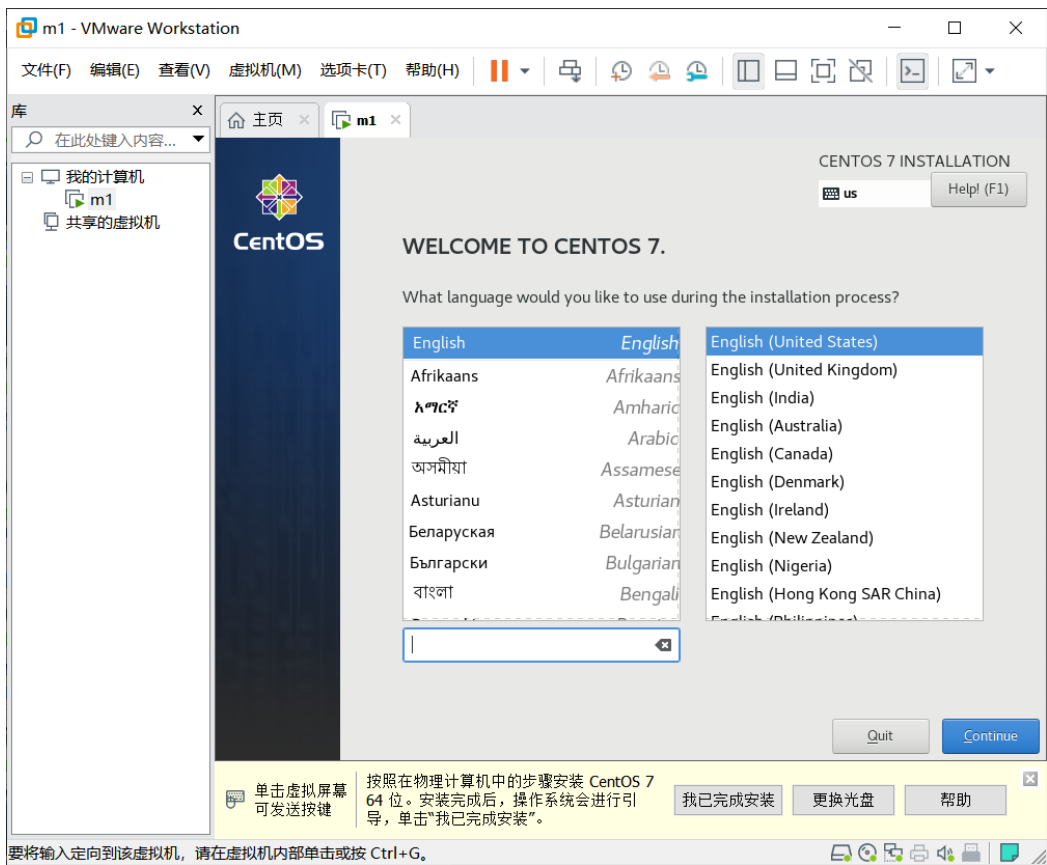 m1 - VMware Workstation
文件(F) 编辑(E) 查看(V) 虚拟机(M) 选项卡(T) 帮助(H)
库
在此处键入内容...
我的计算机
m1
共享的虚拟机
主页
m1
CentOS
CENTOS 7 INSTALLATION
us
Help! (F1)
WELCOME TO CENTOS 7.
What language would you like to use during the installation process?
English English
Afrikaans Afrikaans
አማርኛ Amharic
العربية Arabic
অসমীয়া Assamese
Asturianu Asturian
Беларуская Belarusian
Български Bulgarian
বাংলা Bengali
English (United States)
English (United Kingdom)
English (India)
English (Australia)
English (Canada)
English (Denmark)
English (Ireland)
English (New Zealand)
English (Nigeria)
English (Hong Kong SAR China)
English (Philippines)
Quit
Continue
单击虚拟屏幕
可发送按键
按照在物理计算机中的步骤安装 CentOS 7
64 位。安装完成后，操作系统会进行引
导，单击“我已完成安装”。
我已完成安装
更换光盘
帮助
要将输入定向到该虚拟机，请在虚拟机内部单击或按 Ctrl+G。